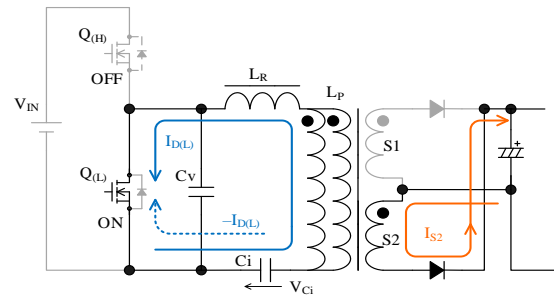 Q(H)
OFF
VIN
LR
LP
ID(L)
S1
Q(L)
Cv
ON
−ID(L)
S2
IS2
Ci
VCi
+